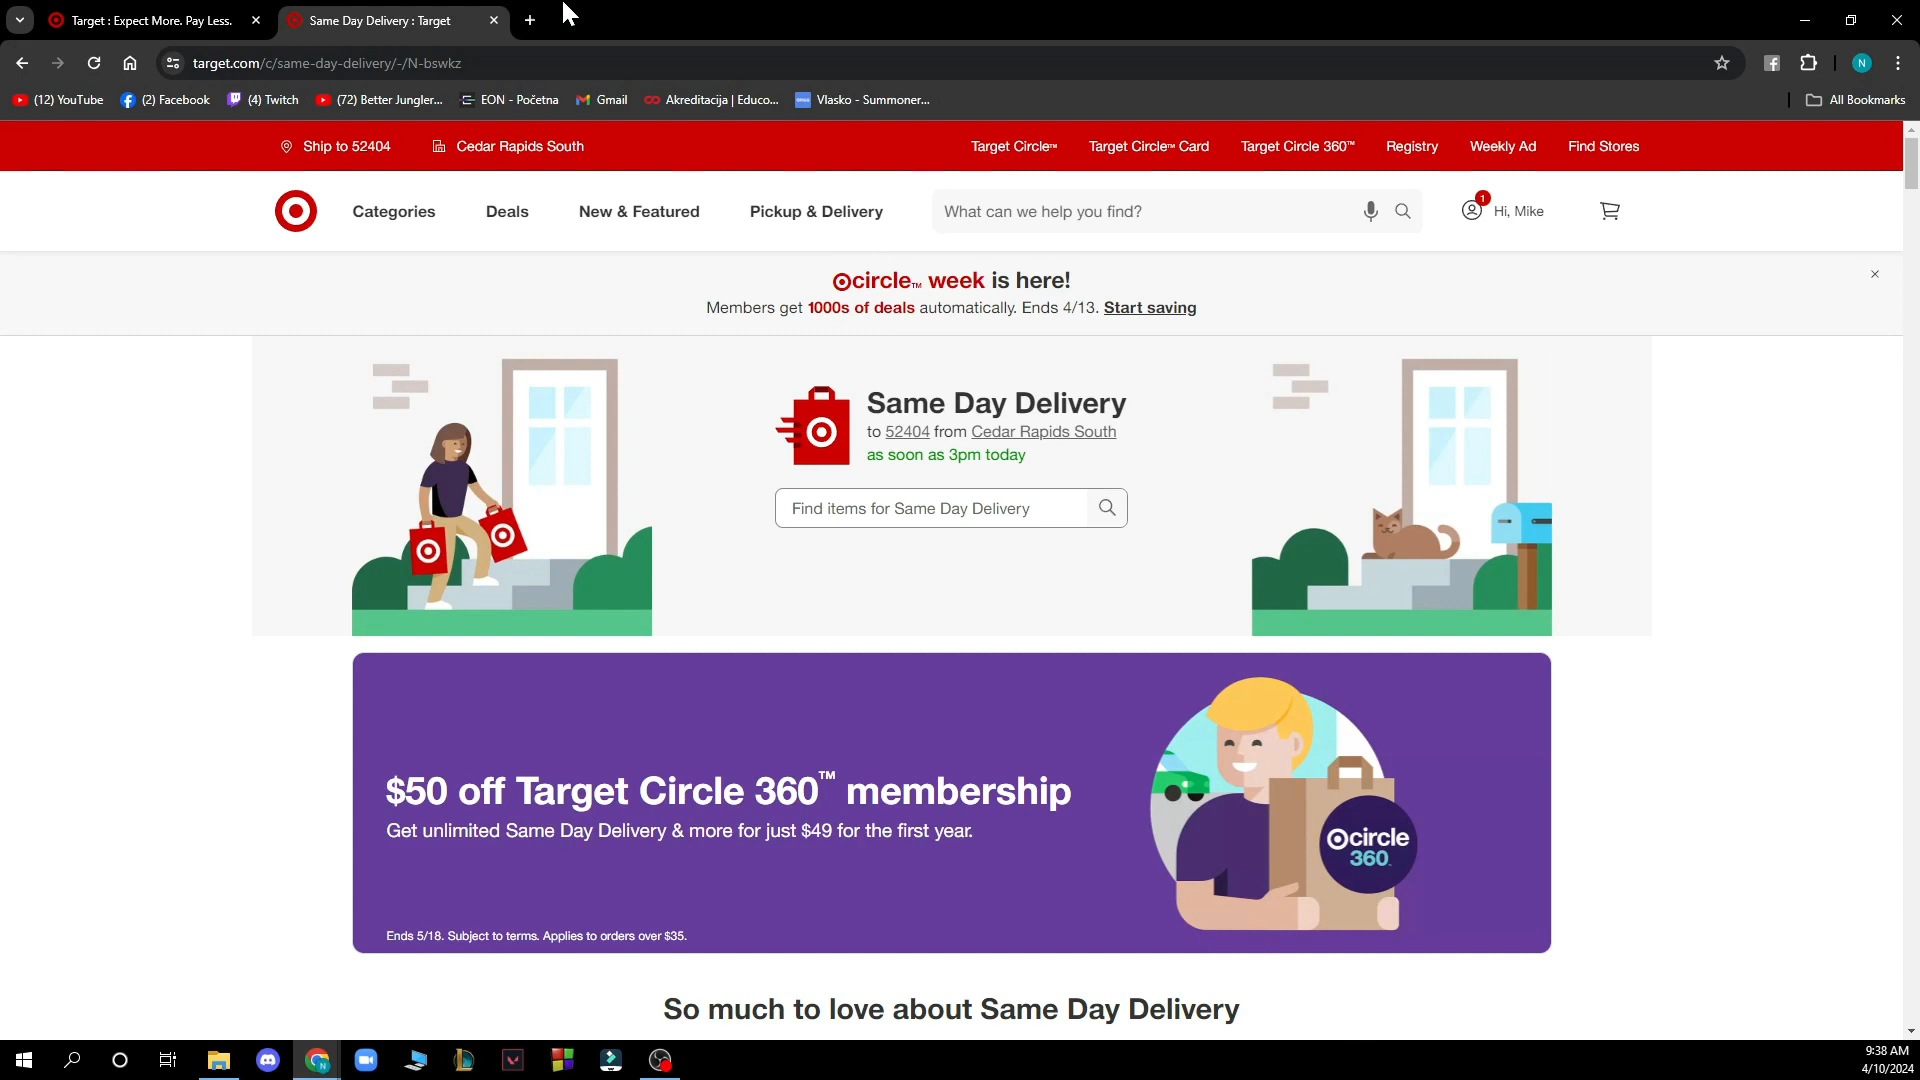 Target : Expect More. Pay Less.
Same Day Delivery : Target
target.com/c/same-day-delivery/-/N-bswkz
N
(12) YouTube
(2) Facebook
(4) Twitch
(72) Better Jungler...
EON - Početna
Gmail
Akreditacija | Educo...
Vlasko - Summoner...
All Bookmarks
Ship to 52404
Cedar Rapids South
Target Circle™
Target Circle™ Card
Target Circle 360™
Registry
Weekly Ad
Find Stores
Categories
Deals
New & Featured
Pickup & Delivery
What can we help you find?
1
Hi, Mike
circle™ week is here!
Members get 1000s of deals automatically. Ends 4/13. Start saving
Same Day Delivery
to 52404 from Cedar Rapids South
as soon as 3pm today
Find items for Same Day Delivery
$50 off Target Circle 360™ membership
Get unlimited Same Day Delivery & more for just $49 for the first year.
circle
360
Ends 5/18. Subject to terms. Applies to orders over $35.
So much to love about Same Day Delivery
9:38 AM
4/10/2024